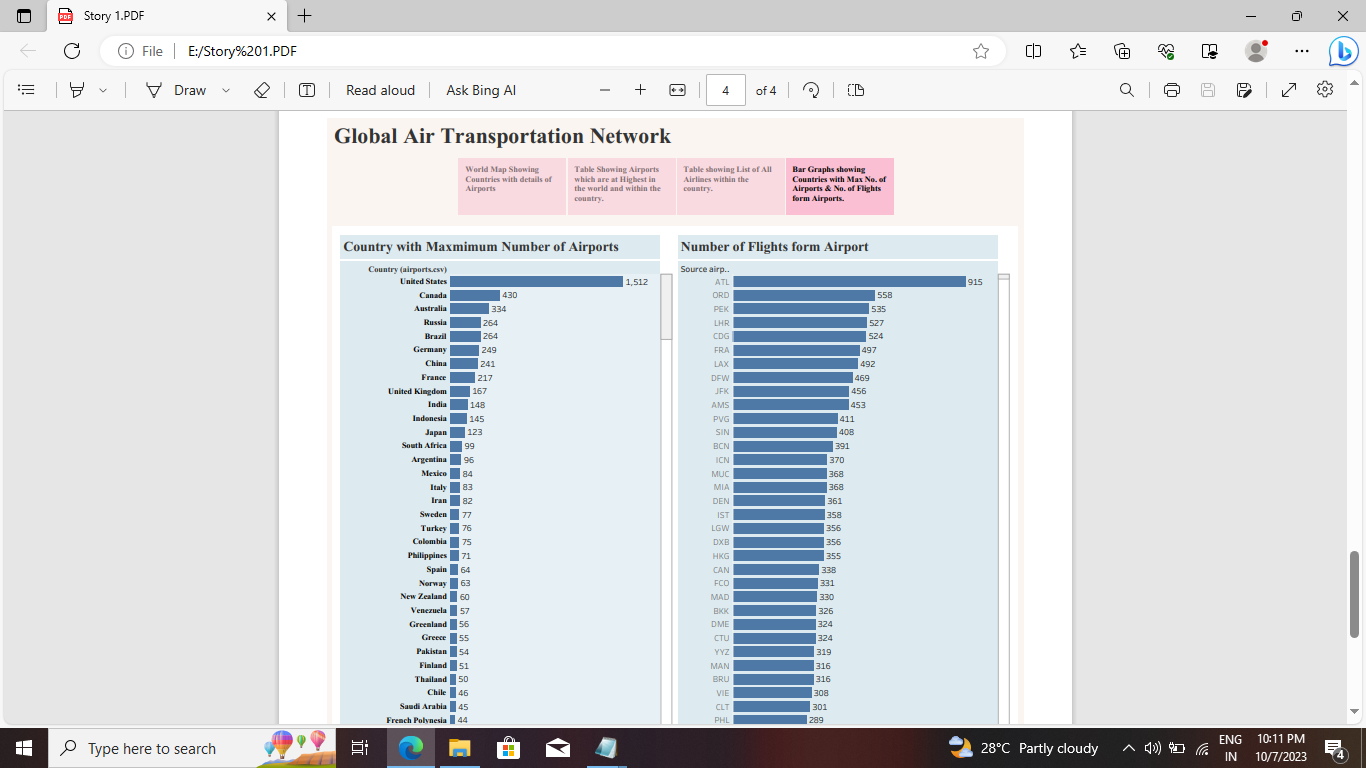 Story 1.PDF
File
E:/Story%201.PDF
Draw
Read aloud
Ask Bing AI
4
of 4
Global Air Transportation Network
World Map Showing
Countries with details of
Airports
Table Showing Airports
which are at Highest in
the world and within the
country.
Table showing List of All
Airlines within the
country.
Bar Graphs showing
Countries with Max No. of
Airports & No. of Flights
form Airports.
Country with Maxmimum Number of Airports
Country (airports.csv)
United States 1,512
Canada 430
Australia 334
Russia 264
Brazil 264
Germany 249
China 241
France 217
United Kingdom 167
India 148
Indonesia 145
Japan 123
South Africa 99
Argentina 96
Mexico 84
Italy 83
Iran 82
Sweden 77
Turkey 76
Colombia 75
Philippines 71
Spain 64
Norway 63
New Zealand 60
Venezuela 57
Greenland 56
Greece 55
Pakistan 54
Finland 51
Thailand 50
Chile 46
Saudi Arabia 45
French Polynesia 44
Number of Flights form Airport
Source airp..
ATL 915
ORD 558
PEK 535
LHR 527
CDG 524
FRA 497
LAX 492
DFW 469
JFK 456
AMS 453
PVG 411
SIN 408
BCN 391
ICN 370
MUC 368
MIA 368
DEN 361
IST 358
LGW 356
DXB 356
HKG 355
CAN 338
FCO 331
MAD 330
BKK 326
DME 324
CTU 324
YYZ 319
MAN 316
BRU 316
VIE 308
CLT 301
PHL 289
Type here to search
28°C Partly cloudy
ENG
IN
10:11 PM
10/7/2023
4